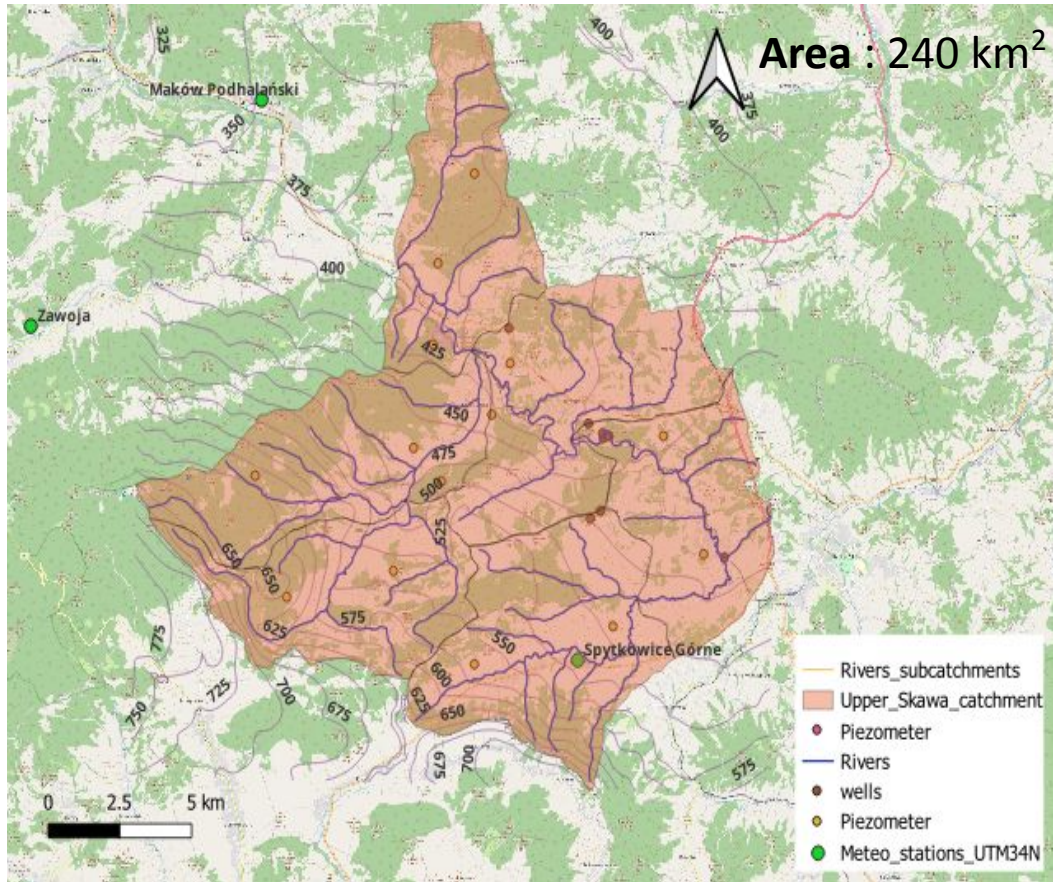 Area : 240 km²
325
400
Maków Podhalański
375
350
400
375
400
Zawoja
425
450
475
500
525
650
650
575
625
550
Spytkowice Górne
600
775
625
700
725
675
650
750
675
700
575
0 2.5 5 km
Rivers_subcatchments
Upper_Skawa_catchment
Piezometer
Rivers
wells
Piezometer
Meteo_stations_UTM34N